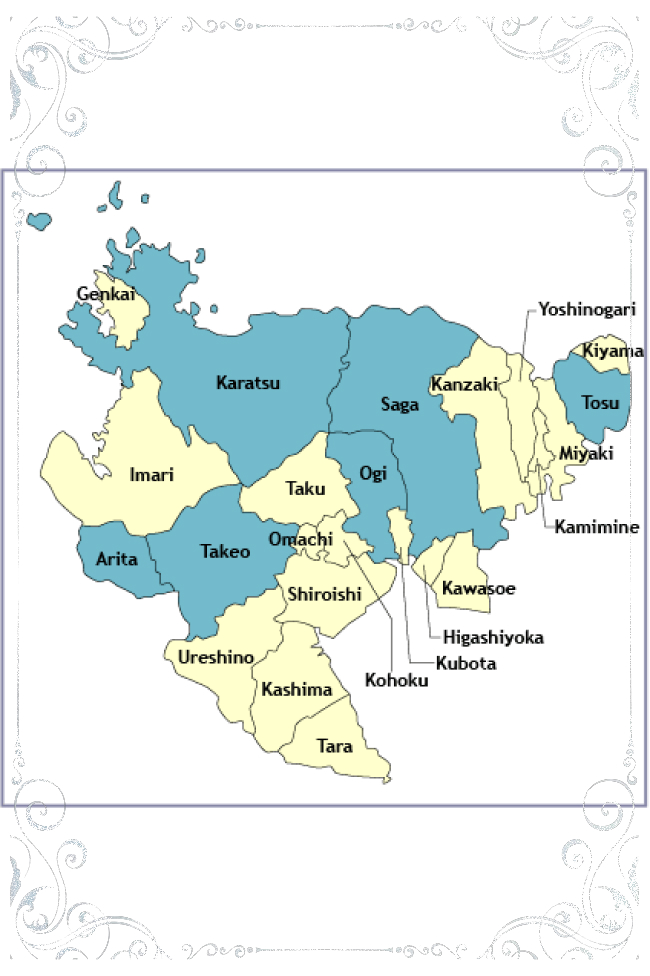 Genkai
Yoshinogari
Kiyama
Karatsu
Kanzaki
Saga
Tosu
Miyaki
Imari
Ogi
Taku
Kamimine
Omachi
Takeo
Arita
Shiroishi
Kawasoe
Higashiyoka
Ureshino
Kubota
Kohoku
Kashima
Tara